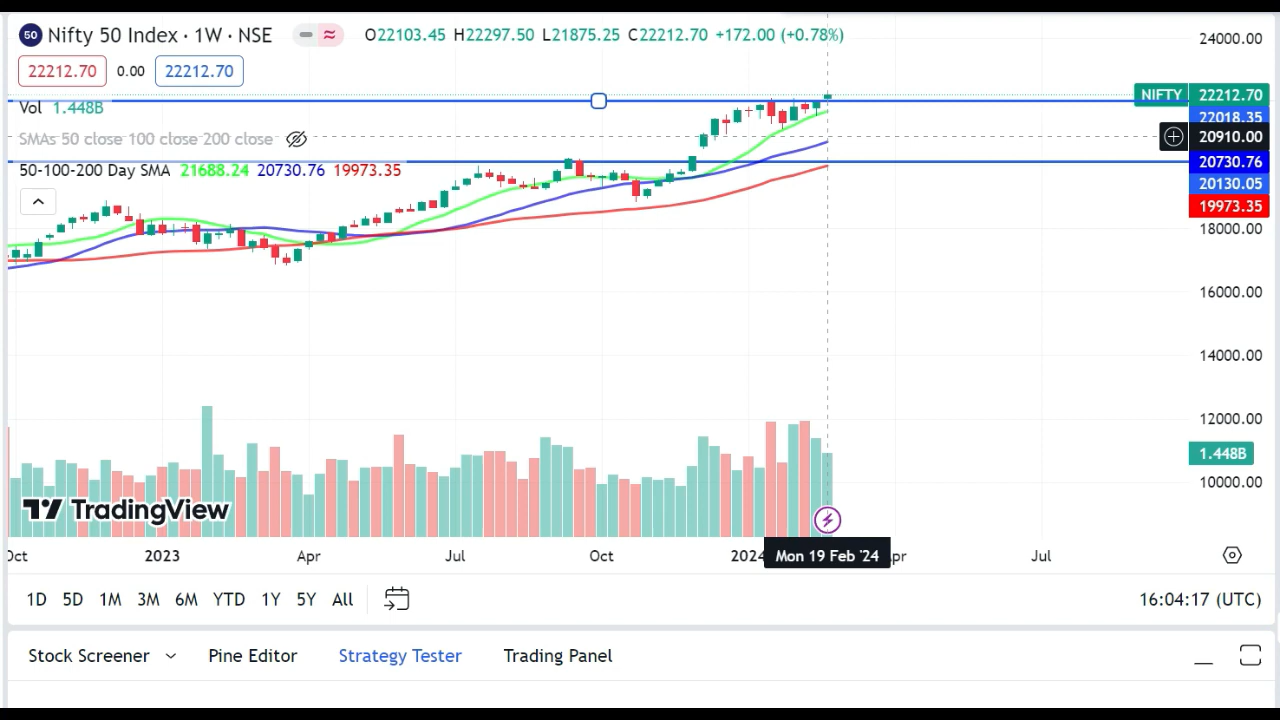 50 Nifty 50 Index · 1W · NSE O22103.45 H22297.50 L21875.25 C22212.70 +172.00 (+0.78%)
24000.00
22212.70 0.00 22212.70
NIFTY 22212.70
Vol 1.448B
22018.35
SMAs 50 close 100 close 200 close
20910.00
50-100-200 Day SMA 21688.24 20730.76 19973.35
20730.76
20130.05
19973.35
18000.00
16000.00
14000.00
12000.00
1.448B
10000.00
TradingView
Oct 2023 Apr Jul Oct 2024 Mon 19 Feb '24 pr Jul
1D 5D 1M 3M 6M YTD 1Y 5Y All 16:04:17 (UTC)
Stock Screener Pine Editor Strategy Tester Trading Panel